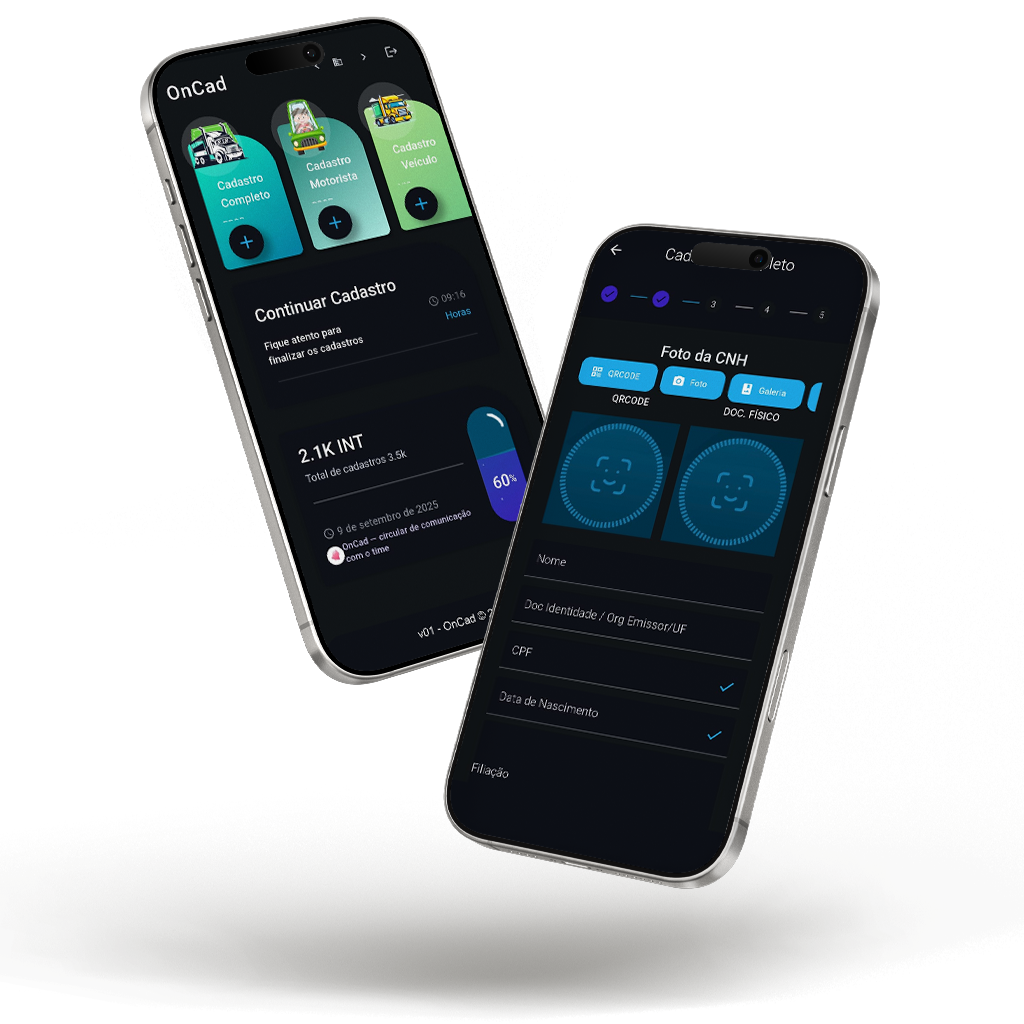 OnCad
Cadastro
Completo
Cadastro
Motorista
Cadastro
Veículo
Continuar Cadastro
09:16
Horas
Fique atento para
finalizar os cadastros
2.1K INT
Total de cadastros 3.5k
60%
9 de setembro de 2025
OnCad – circular de comunicação
com o time
v01 - OnCad © 2
Cad leto
3
4
5
Foto da CNH
QRCODE
Foto
Galeria
QRCODE
DOC. FÍSICO
Nome
Doc Identidade / Org Emissor/UF
CPF
Data de Nascimento
Filiação